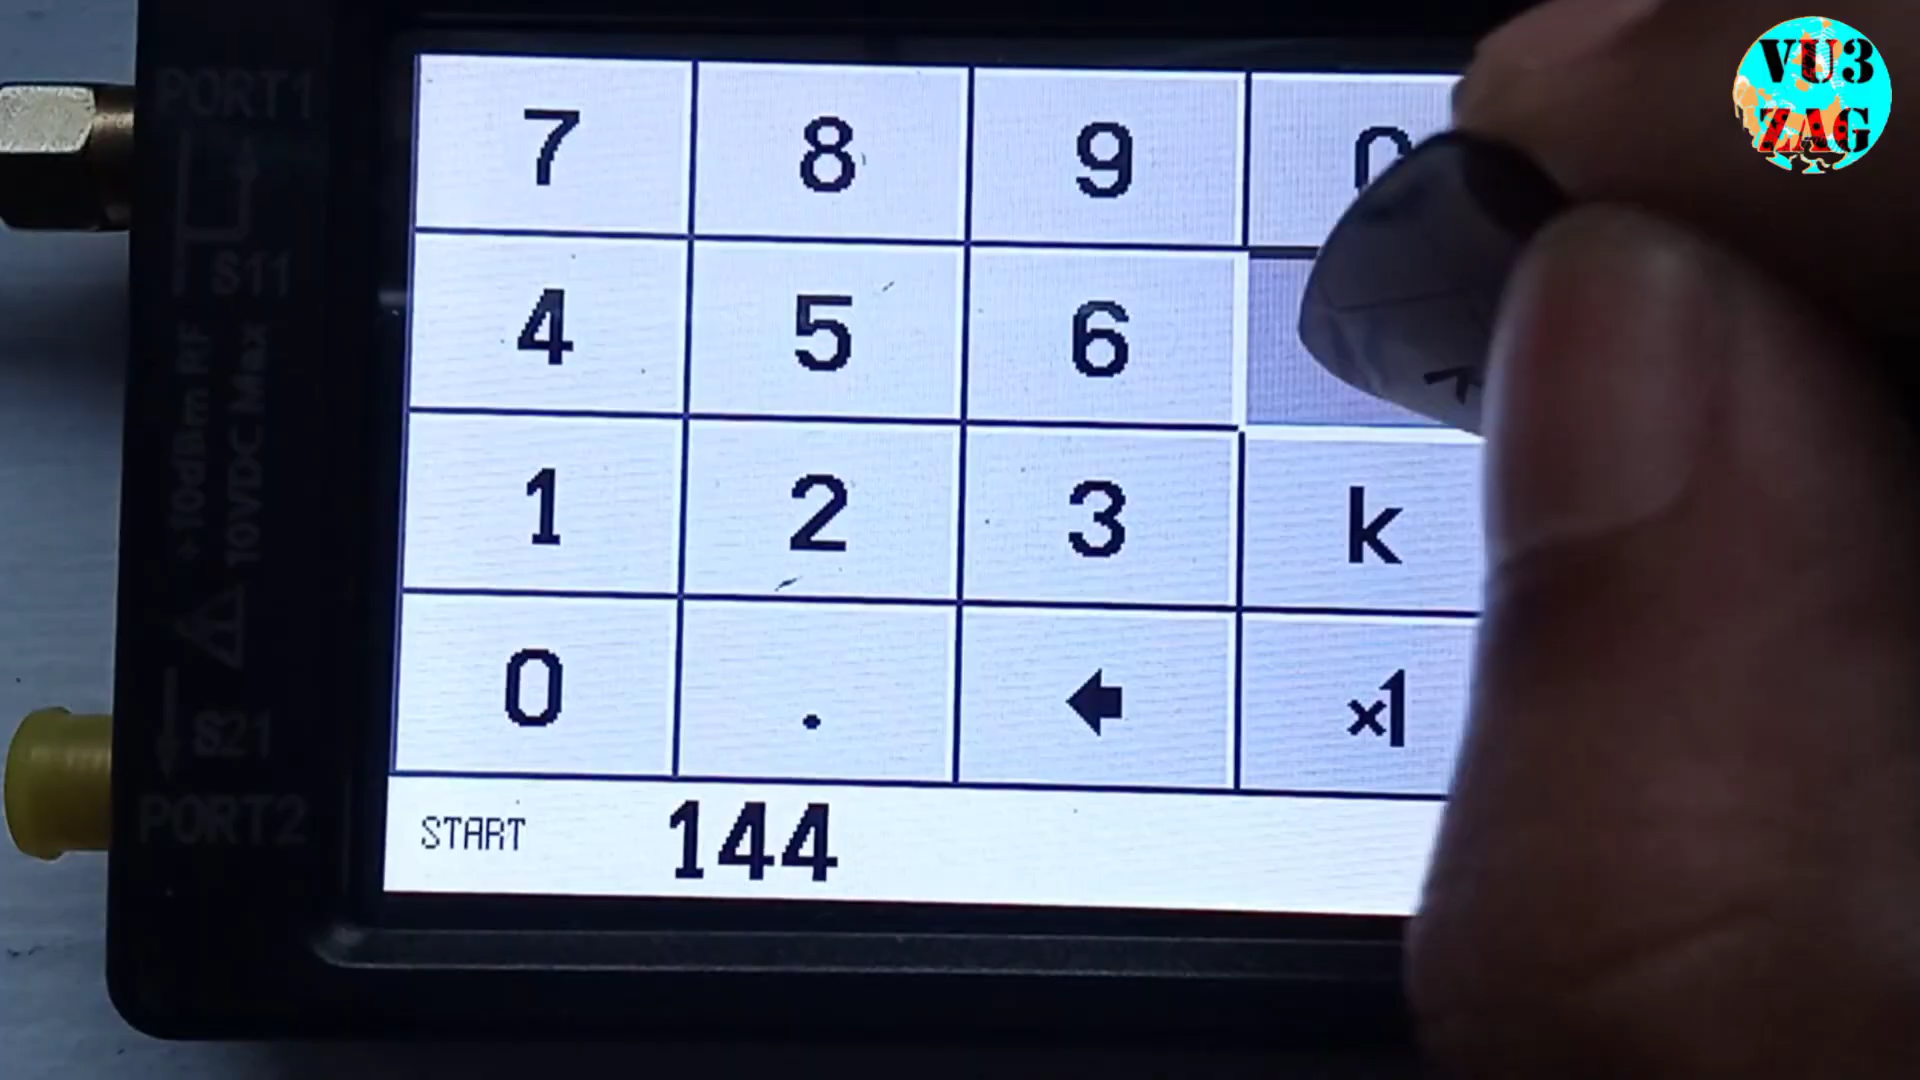 VU3
ZAG
PORT1
S11
+10dBm RF
10VDC Max
S21
PORT2
7 8 9
4 5 6
1 2 3 k
0 . ×1
START 144